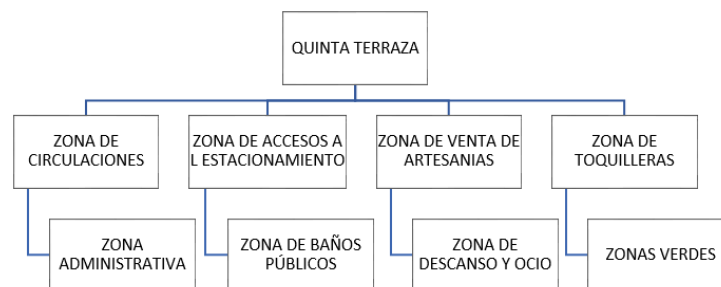 QUINTA TERRAZA
ZONA DE
CIRCULACIONES
ZONA DE ACCESOS A
L ESTACIONAMIENTO
ZONA DE VENTA DE
ARTESANIAS
ZONA DE
TOQUILLERAS
ZONA
ADMINISTRATIVA
ZONA DE BAÑOS
PÚBLICOS
ZONA DE
DESCANSO Y OCIO
ZONAS VERDES